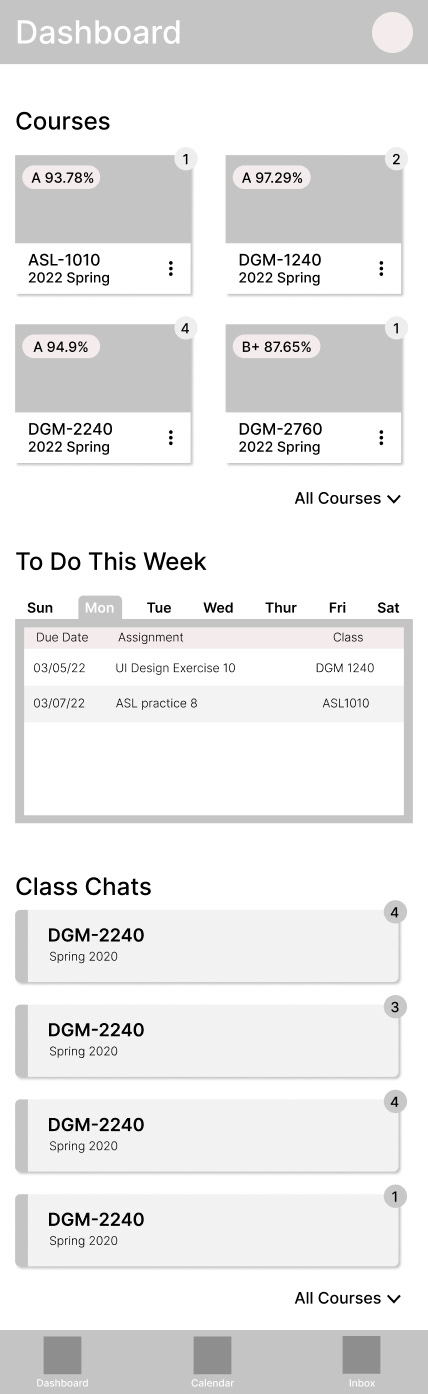 Dashboard
Courses
1
2
A 93.78%
A 97.29%
ASL-1010
2022 Spring
DGM-1240
2022 Spring
4
1
A 94.9%
B+ 87.65%
DGM-2240
2022 Spring
DGM-2760
2022 Spring
All Courses
To Do This Week
Sun Mon Tue Wed Thur Fri Sat
Due Date Assignment Class
03/05/22 UI Design Exercise 10 DGM 1240
03/07/22 ASL practice 8 ASL1010
Class Chats
4
DGM-2240
Spring 2020
3
DGM-2240
Spring 2020
4
DGM-2240
Spring 2020
1
DGM-2240
Spring 2020
All Courses
Dashboard Calendar Inbox